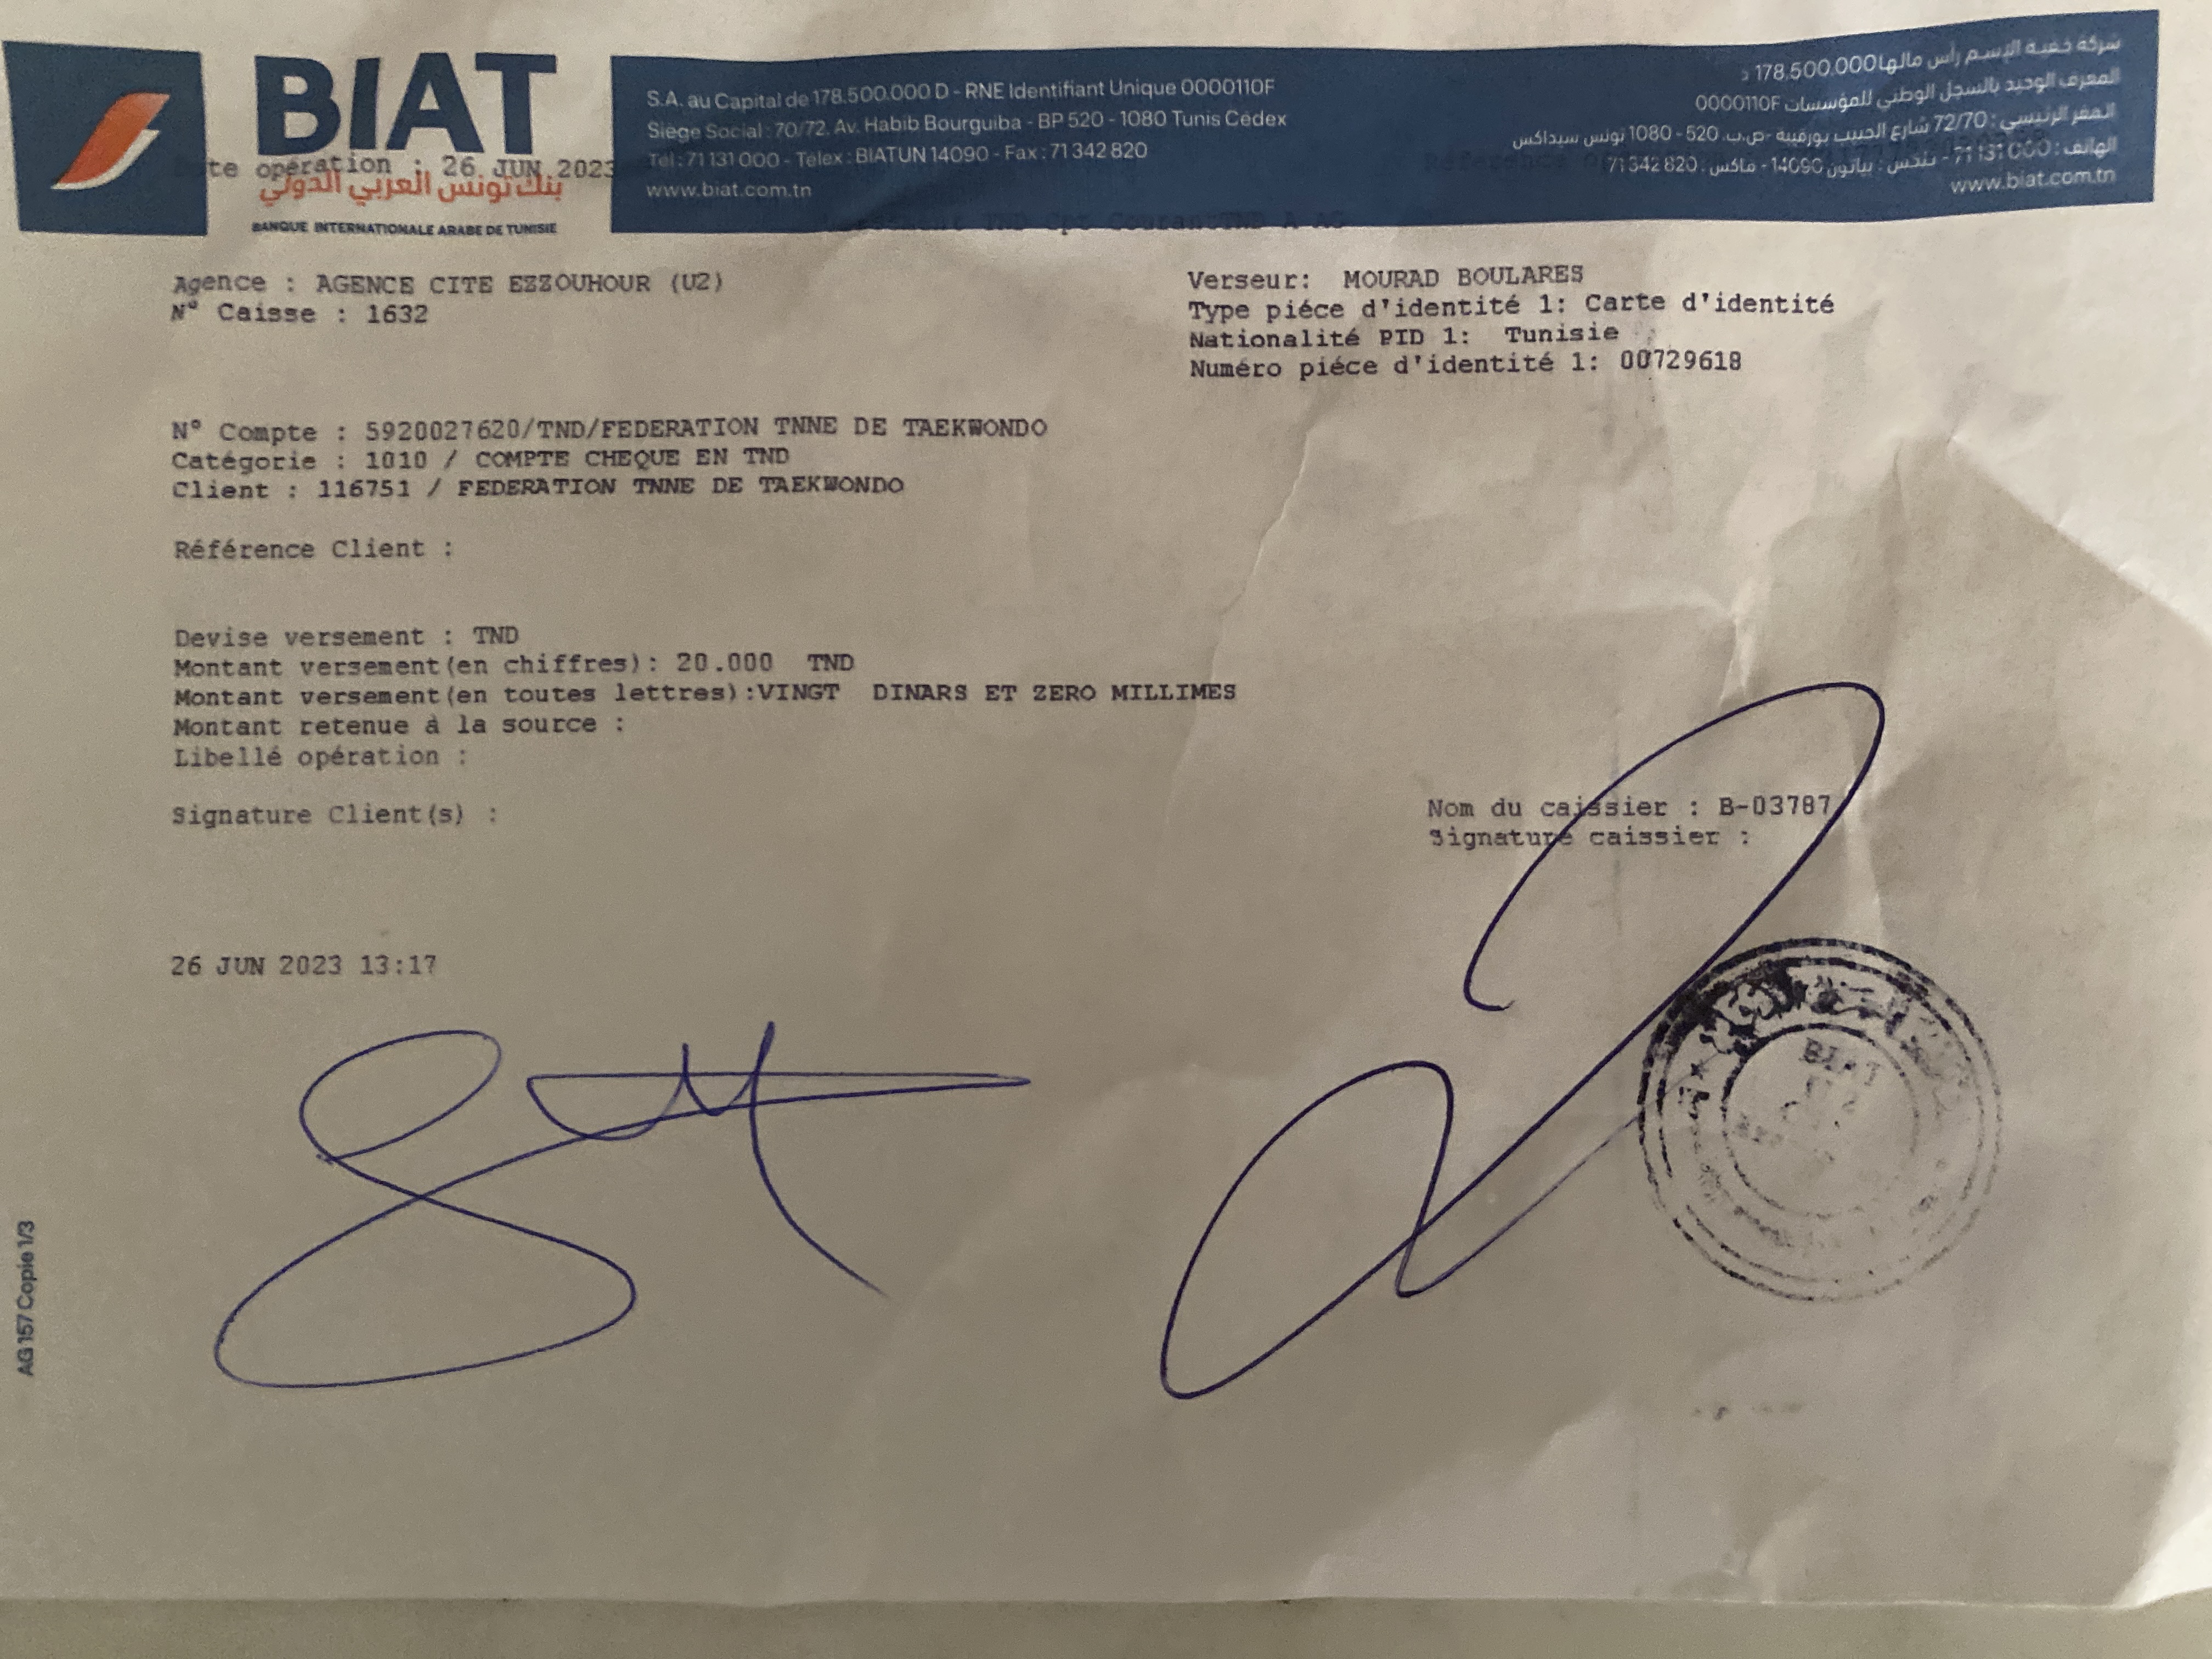 BIAT
بنك تونس العربي الدولي
BANQUE INTERNATIONALE ARABE DE TUNISIE
S.A. au Capital de 178.500.000 D - RNE Identifiant Unique 0000110F
Siège Social : 70/72, Av. Habib Bourguiba - BP 520 - 1080 Tunis Cédex
Tél : 71 131 000 - Télex : BIATUN 14090 - Fax : 71 342 820
www.biat.com.tn
شركة خفية الإسم رأس مالها 178.500.000 د
المعرف الوحيد بالسجل الوطني للمؤسسات 0000110F
المقر الرئيسي : 72/70 شارع الحبيب بورقيبة -ص.ب. 520 - 1080 تونس سيداكس
الهاتف : 71 131 000 - تلكس : بياتون 14090 - فاكس : 71 342 820
www.biat.com.tn
opération : 26 JUN 2023
Agence : AGENCE CITE EZZOUHOUR (U2)
N° Caisse : 1632
Verseur: MOURAD BOULARES
Type piéce d'identité 1: Carte d'identité
Nationalité PID 1: Tunisie
Numéro piéce d'identité 1: 00729618
N° Compte : 5920027620/TND/FEDERATION TNNE DE TAEKWONDO
Catégorie : 1010 / COMPTE CHEQUE EN TND
Client : 116751 / FEDERATION TNNE DE TAEKWONDO
Référence Client :
Devise versement : TND
Montant versement(en chiffres): 20.000 TND
Montant versement(en toutes lettres):VINGT DINARS ET ZERO MILLIMES
Montant retenue à la source :
Libellé opération :
Signature Client(s) :
Nom du caissier : B-03787
Signature caissier :
26 JUN 2023 13:17
BIAT
AG 157 Copie 1/3